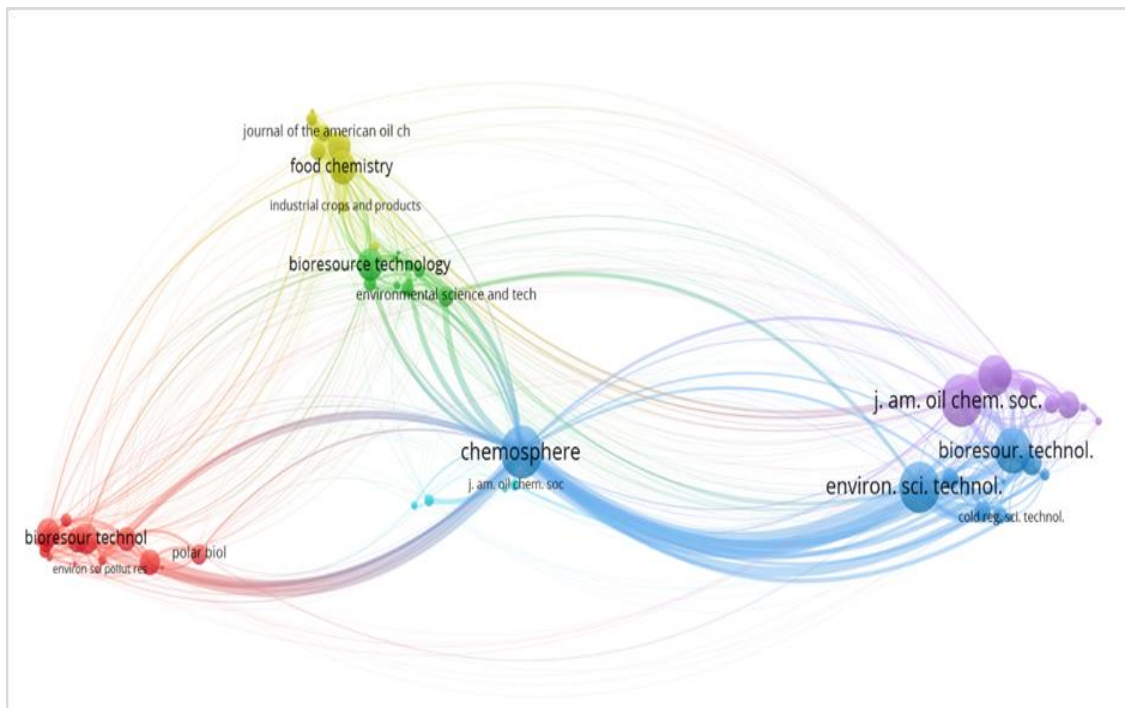 journal of the american oil ch
food chemistry
industrial crops and products
bioresource technology
environmental science and tech
j. am. oil chem. soc.
chemosphere
bioresour. technol.
j. am. oil chem. soc
environ. sci. technol.
cold reg. sci. technol.
bioresour technol
polar biol
environ sci pollut res